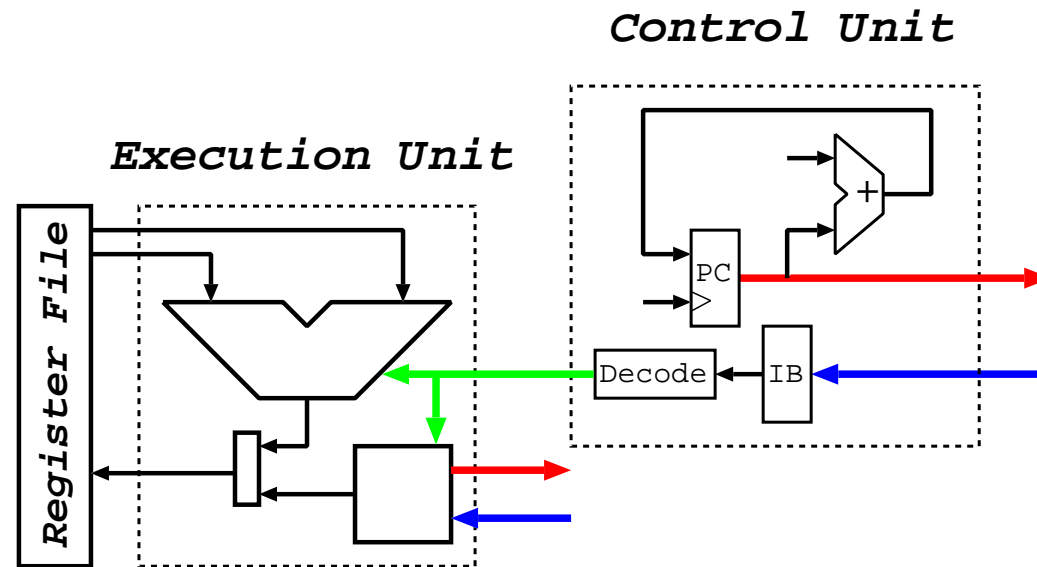 Control Unit
Execution Unit
Register File
+
PC
Decode
IB